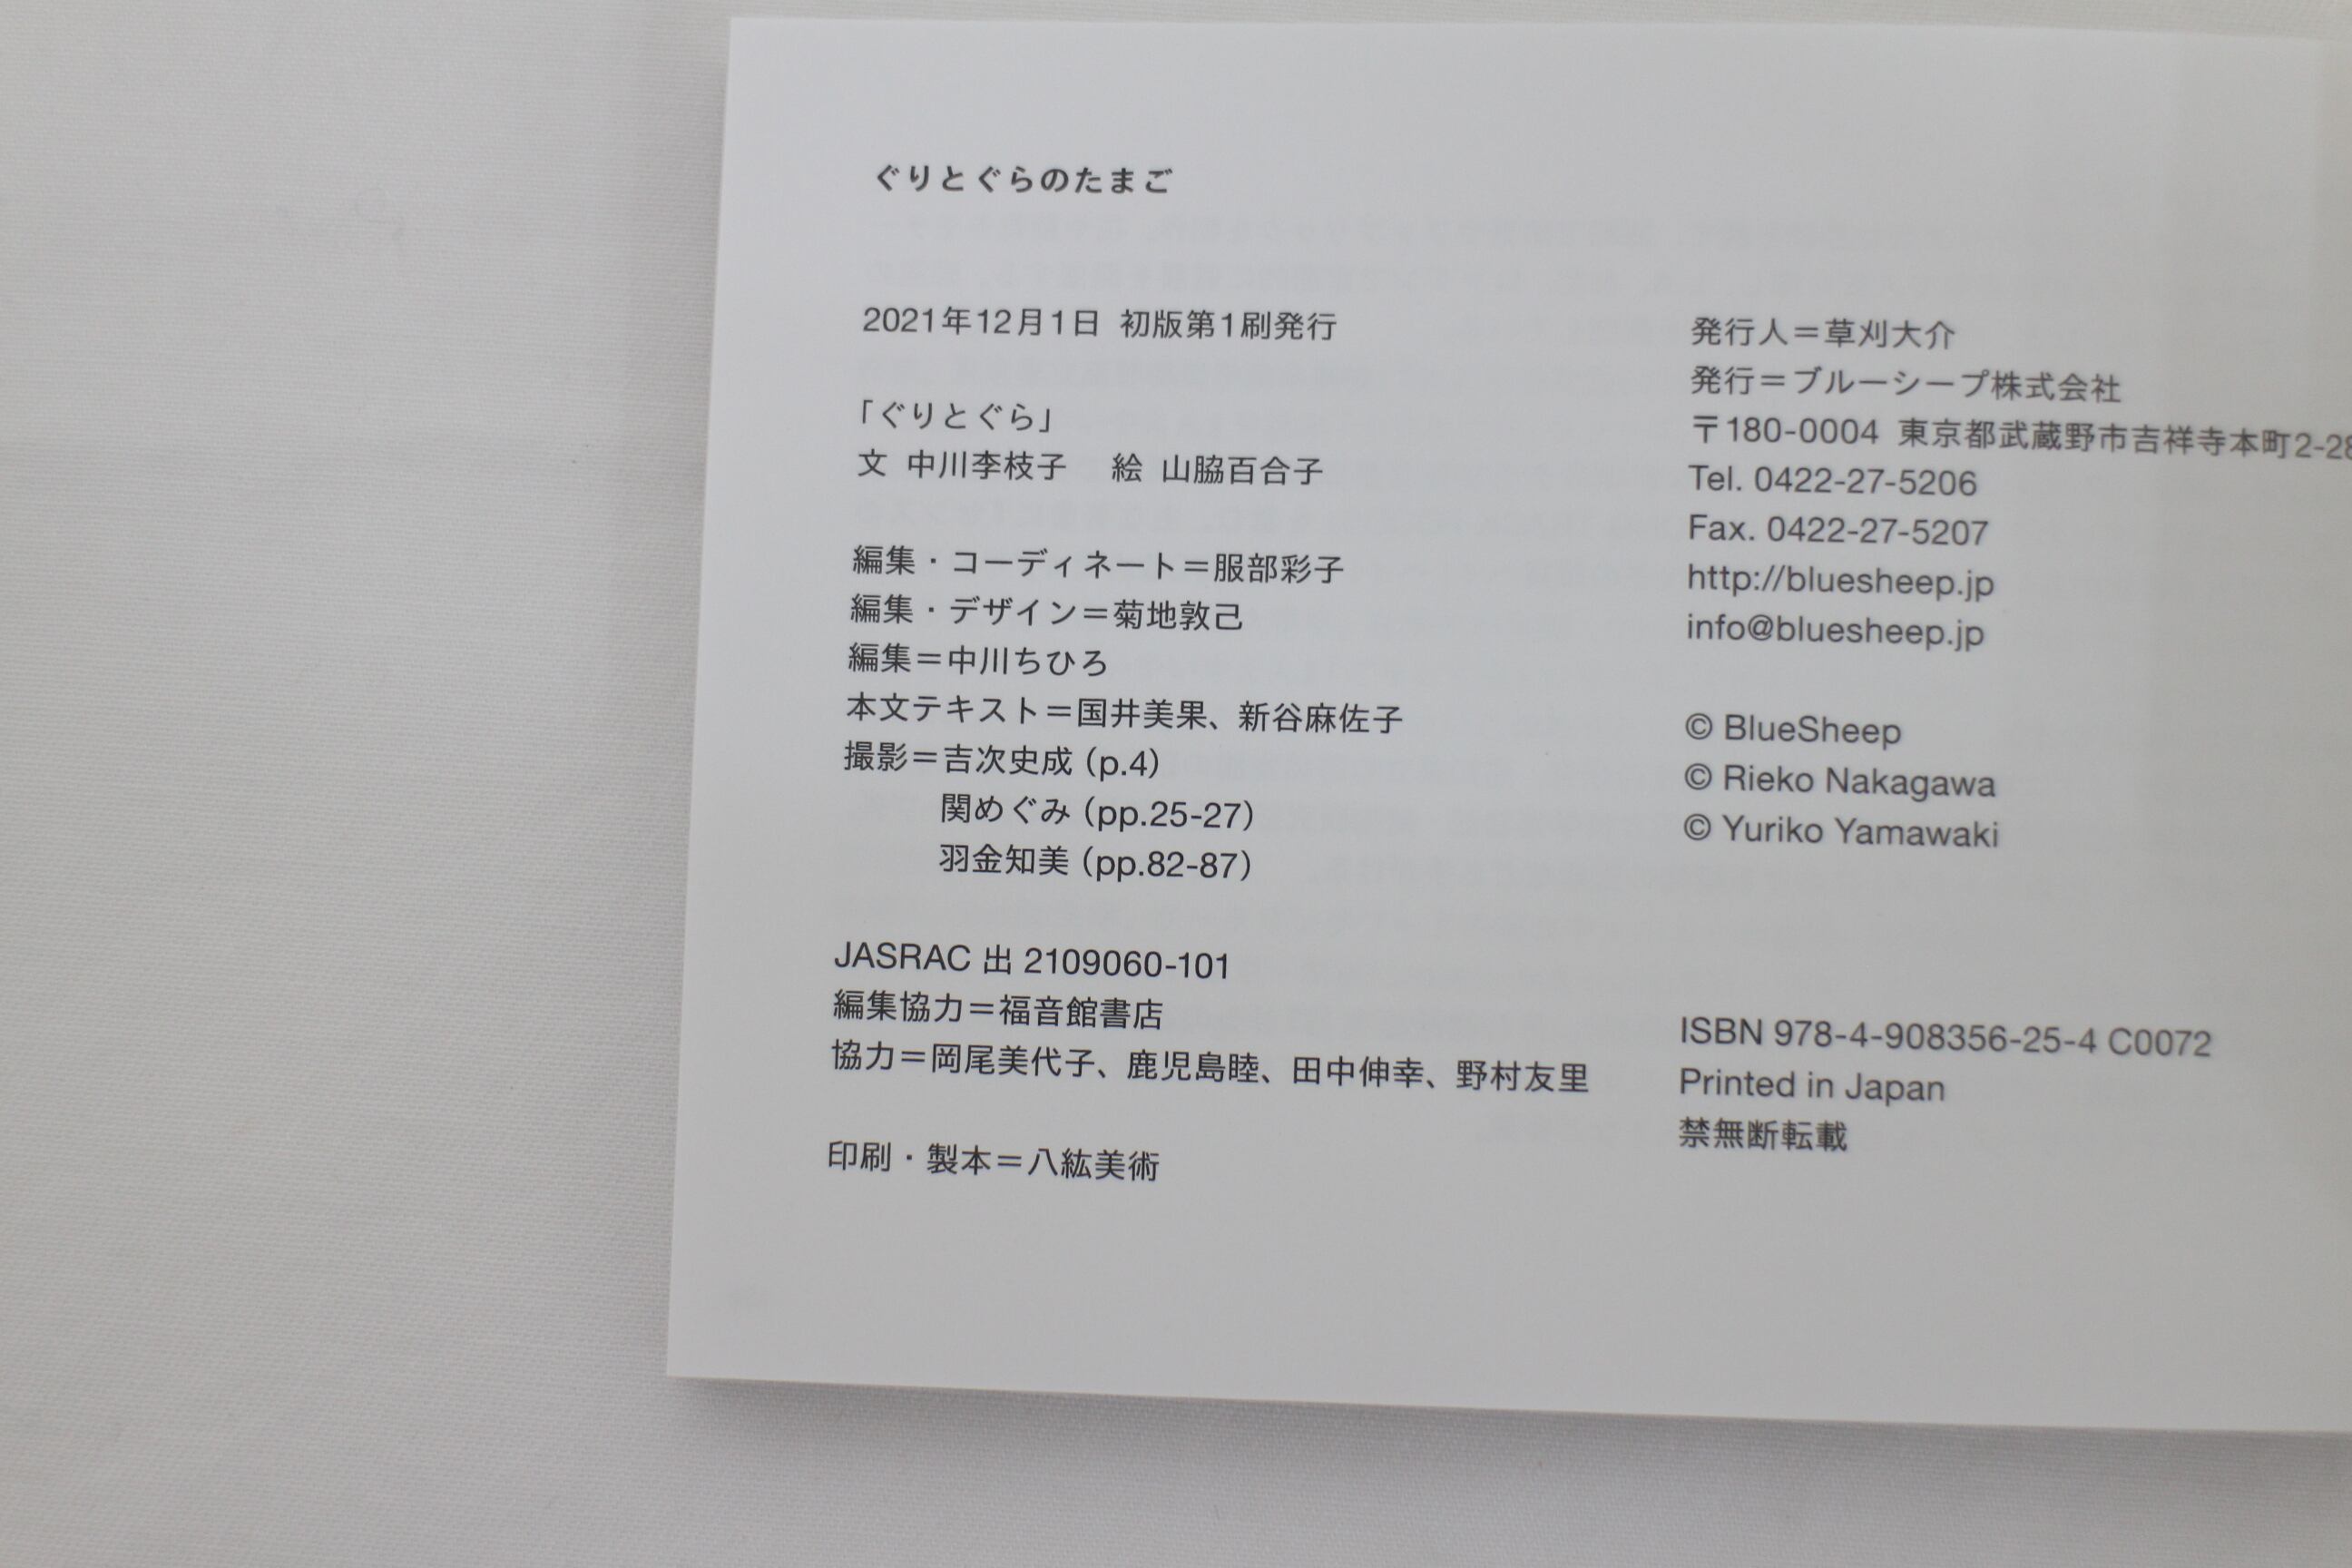 ぐりとぐらのたまご
2021年12月1日 初版第1刷発行
「ぐりとぐら」
文 中川李枝子 絵 山脇百合子
編集・コーディネート＝服部彩子
編集・デザイン＝菊地敦己
編集＝中川ちひろ
本文テキスト＝国井美果、新谷麻佐子
撮影＝吉次史成（p.4）
関めぐみ（pp.25-27）
羽金知美（pp.82-87）
JASRAC 出 2109060-101
編集協力＝福音館書店
協力＝岡尾美代子、鹿児島睦、田中伸幸、野村友里
印刷・製本＝八紘美術
発行人＝草刈大介
発行＝ブルーシープ株式会社
〒180-0004 東京都武蔵野市吉祥寺本町2-28
Tel. 0422-27-5206
Fax. 0422-27-5207
http://bluesheep.jp
info@bluesheep.jp
© BlueSheep
© Rieko Nakagawa
© Yuriko Yamawaki
ISBN 978-4-908356-25-4 C0072
Printed in Japan
禁無断転載